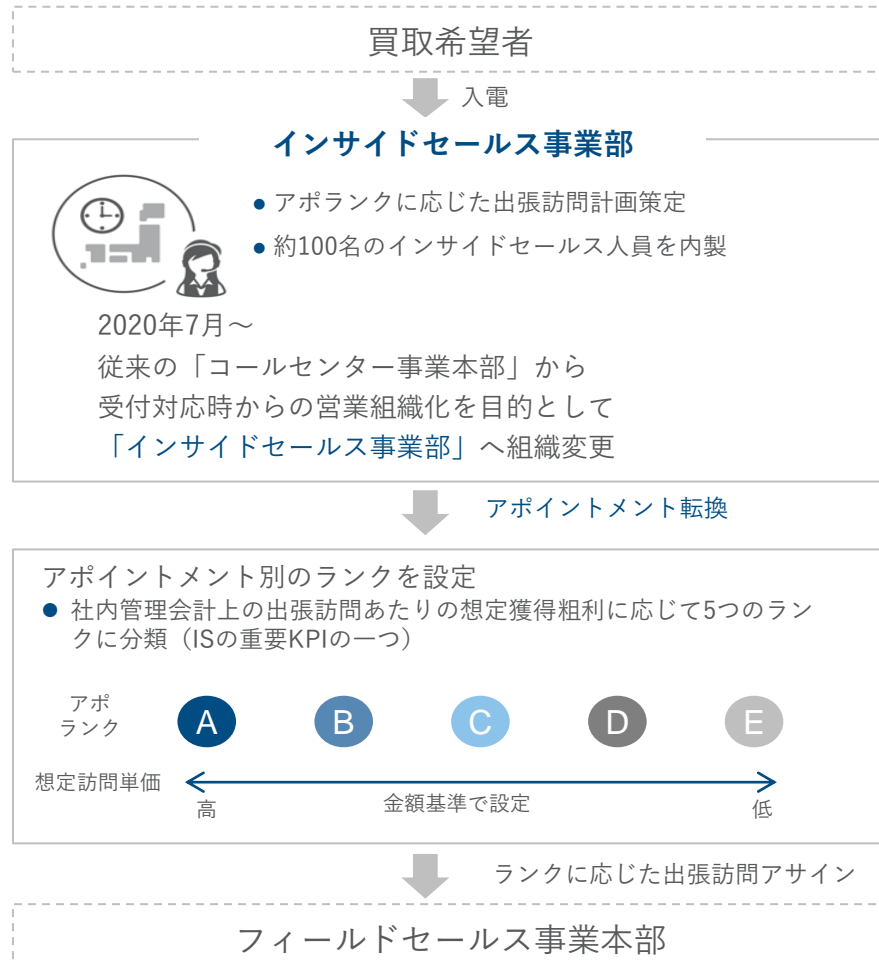 買取希望者
入電
インサイドセールス事業部
● アポランクに応じた出張訪問計画策定
● 約100名のインサイドセールス人員を内製
2020年7月～
従来の「コールセンター事業本部」から
受付対応時からの営業組織化を目的として
「インサイドセールス事業部」へ組織変更
アポイントメント転換
アポイントメント別のランクを設定
● 社内管理会計上の出張訪問あたりの想定獲得粗利に応じて5つのラン
クに分類（ISの重要KPIの一つ）
アポ
ランク
A B C D E
想定訪問単価
高 金額基準で設定 低
ランクに応じた出張訪問アサイン
フィールドセールス事業本部